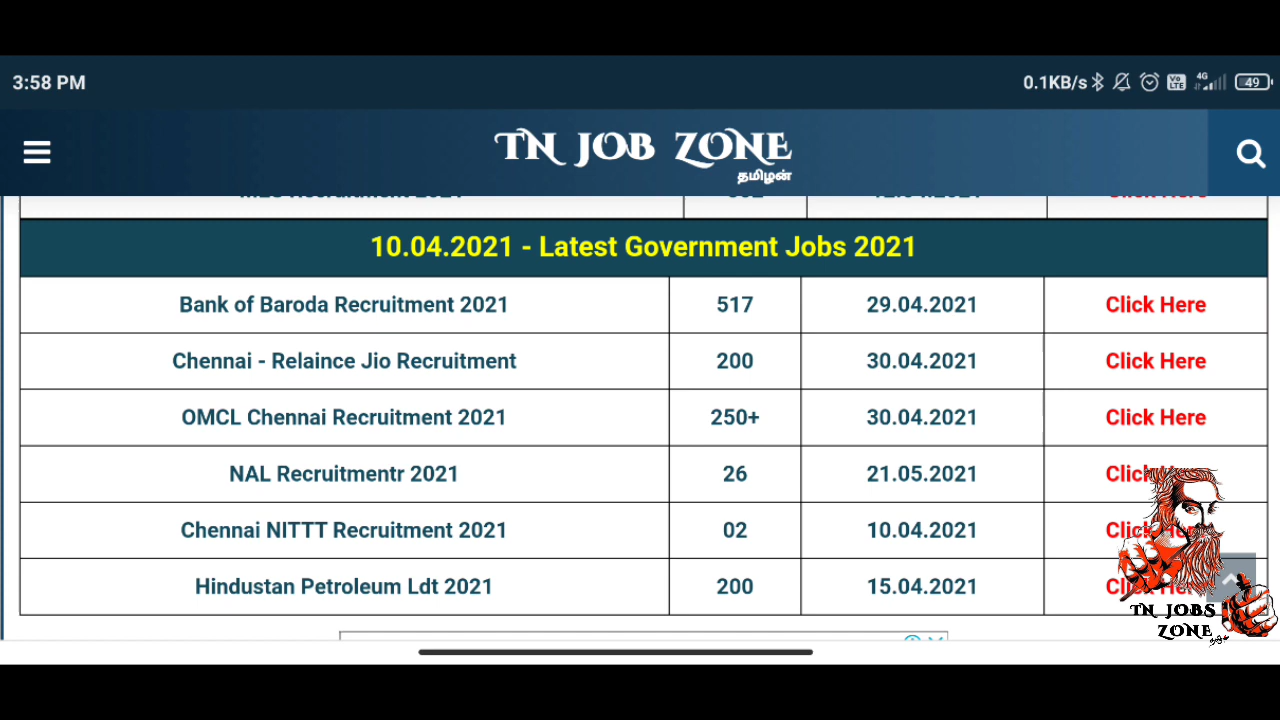 3:58 PM 0.1KB/s 4G 49
TN JOB ZONE
தமிழன்
10.04.2021 - Latest Government Jobs 2021
Bank of Baroda Recruitment 2021 517 29.04.2021 Click Here
Chennai - Relaince Jio Recruitment 200 30.04.2021 Click Here
OMCL Chennai Recruitment 2021 250+ 30.04.2021 Click Here
NAL Recruitmentr 2021 26 21.05.2021
Chennai NITTT Recruitment 2021 02 10.04.2021
Hindustan Petroleum Ldt 2021 200 15.04.2021
TN JOBS
ZONE